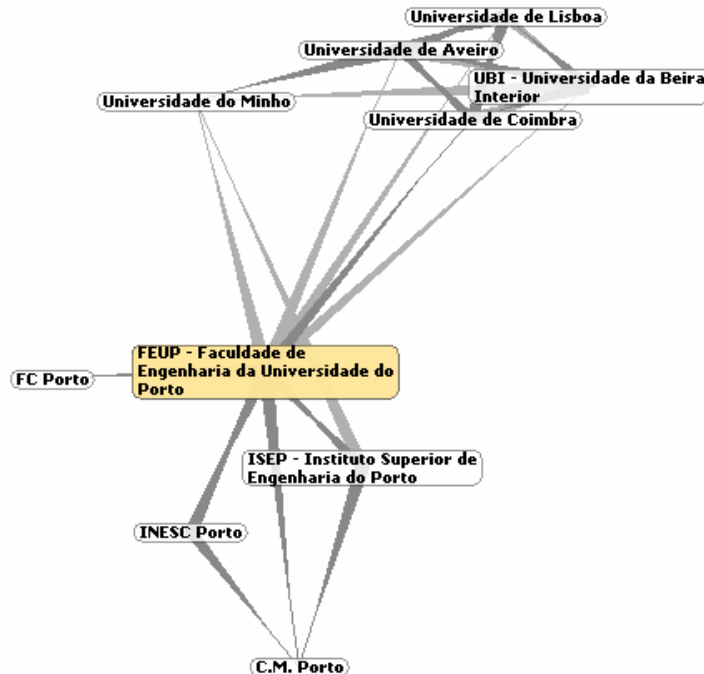 Universidade de Lisboa
Universidade de Aveiro
UBI - Universidade da Beira
Interior
Universidade do Minho
Universidade de Coimbra
FEUP - Faculdade de
Engenharia da Universidade do
Porto
FC Porto
ISEP - Instituto Superior de
Engenharia do Porto
INESC Porto
C.M. Porto